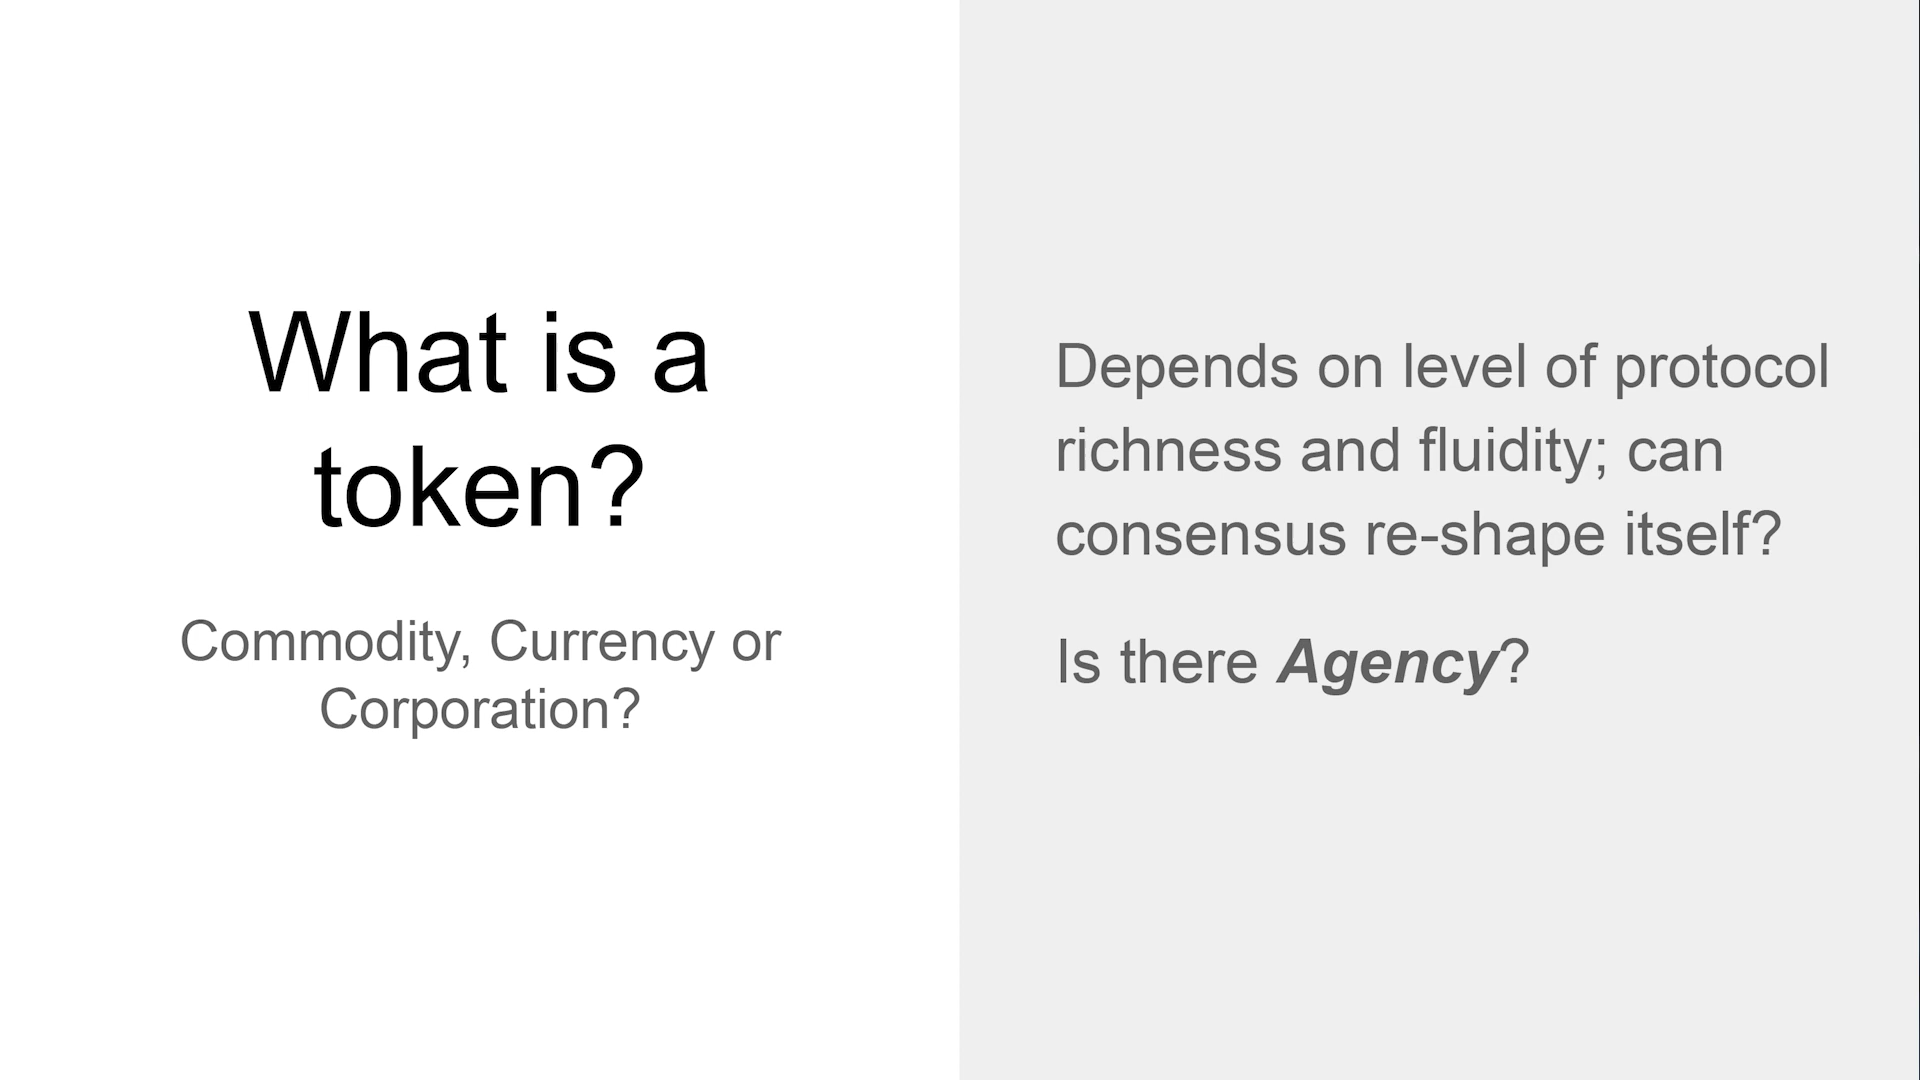 What is a
token?
Commodity, Currency or
Corporation?
Depends on level of protocol
richness and fluidity; can
consensus re-shape itself?
Is there Agency?